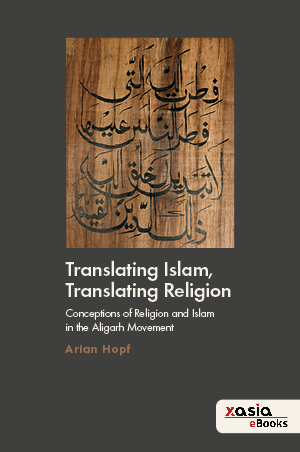 فطرت الله التي
فطر الناس عليها
لا تبديل لخلق الله
ذلك الدين القيم
Translating Islam,
Translating Religion
Conceptions of Religion and Islam
in the Aligarh Movement
Arian Hopf
xasia
eBooks